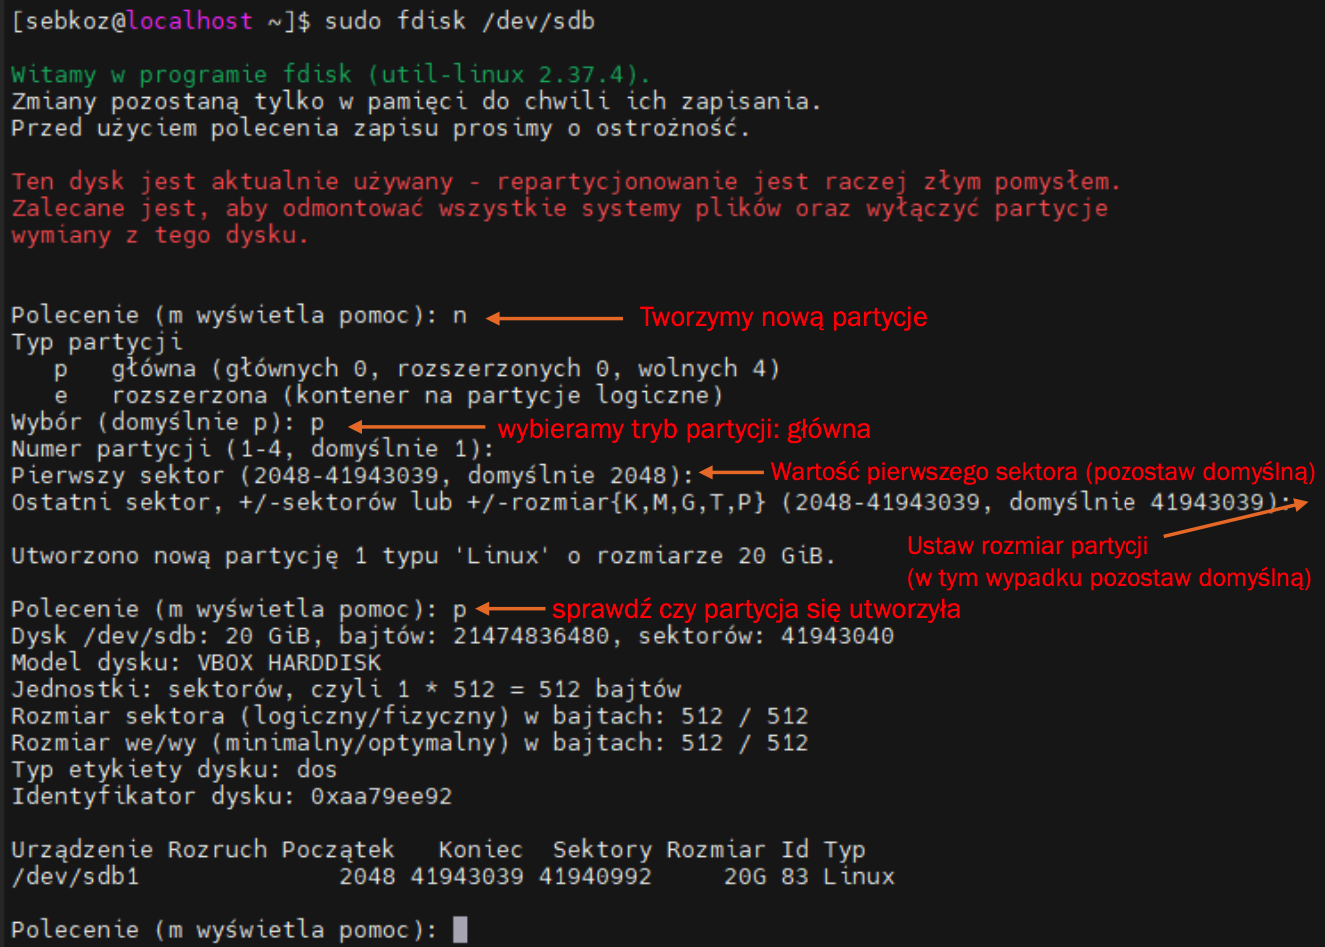 [sebkoz@localhost ~]$ sudo fdisk /dev/sdb
Witamy w programie fdisk (util-linux 2.37.4).
Zmiany pozostaną tylko w pamięci do chwili ich zapisania.
Przed użyciem polecenia zapisu prosimy o ostrożność.
Ten dysk jest aktualnie używany - repartycjonowanie jest raczej złym pomysłem.
Zalecane jest, aby odmontować wszystkie systemy plików oraz wyłączyć partycje
wymiany z tego dysku.
Polecenie (m wyświetla pomoc): n
Tworzymy nową partycje
Typ partycji
p   główna (głównych 0, rozszerzonych 0, wolnych 4)
e   rozszerzona (kontener na partycje logiczne)
Wybór (domyślnie p): p
wybieramy tryb partycji: główna
Numer partycji (1-4, domyślnie 1):
Pierwszy sektor (2048-41943039, domyślnie 2048):
Wartość pierwszego sektora (pozostaw domyślną)
Ostatni sektor, +/-sektorów lub +/-rozmiar{K,M,G,T,P} (2048-41943039, domyślnie 41943039):
Ustaw rozmiar partycji
(w tym wypadku pozostaw domyślną)
Utworzono nową partycję 1 typu 'Linux' o rozmiarze 20 GiB.
Polecenie (m wyświetla pomoc): p
sprawdź czy partycja się utworzyła
Dysk /dev/sdb: 20 GiB, bajtów: 21474836480, sektorów: 41943040
Model dysku: VBOX HARDDISK
Jednostki: sektorów, czyli 1 * 512 = 512 bajtów
Rozmiar sektora (logiczny/fizyczny) w bajtach: 512 / 512
Rozmiar we/wy (minimalny/optymalny) w bajtach: 512 / 512
Typ etykiety dysku: dos
Identyfikator dysku: 0xaa79ee92
Urządzenie Rozruch Początek   Koniec  Sektory Rozmiar Id Typ
/dev/sdb1              2048 41943039 41940992     20G 83 Linux
Polecenie (m wyświetla pomoc):